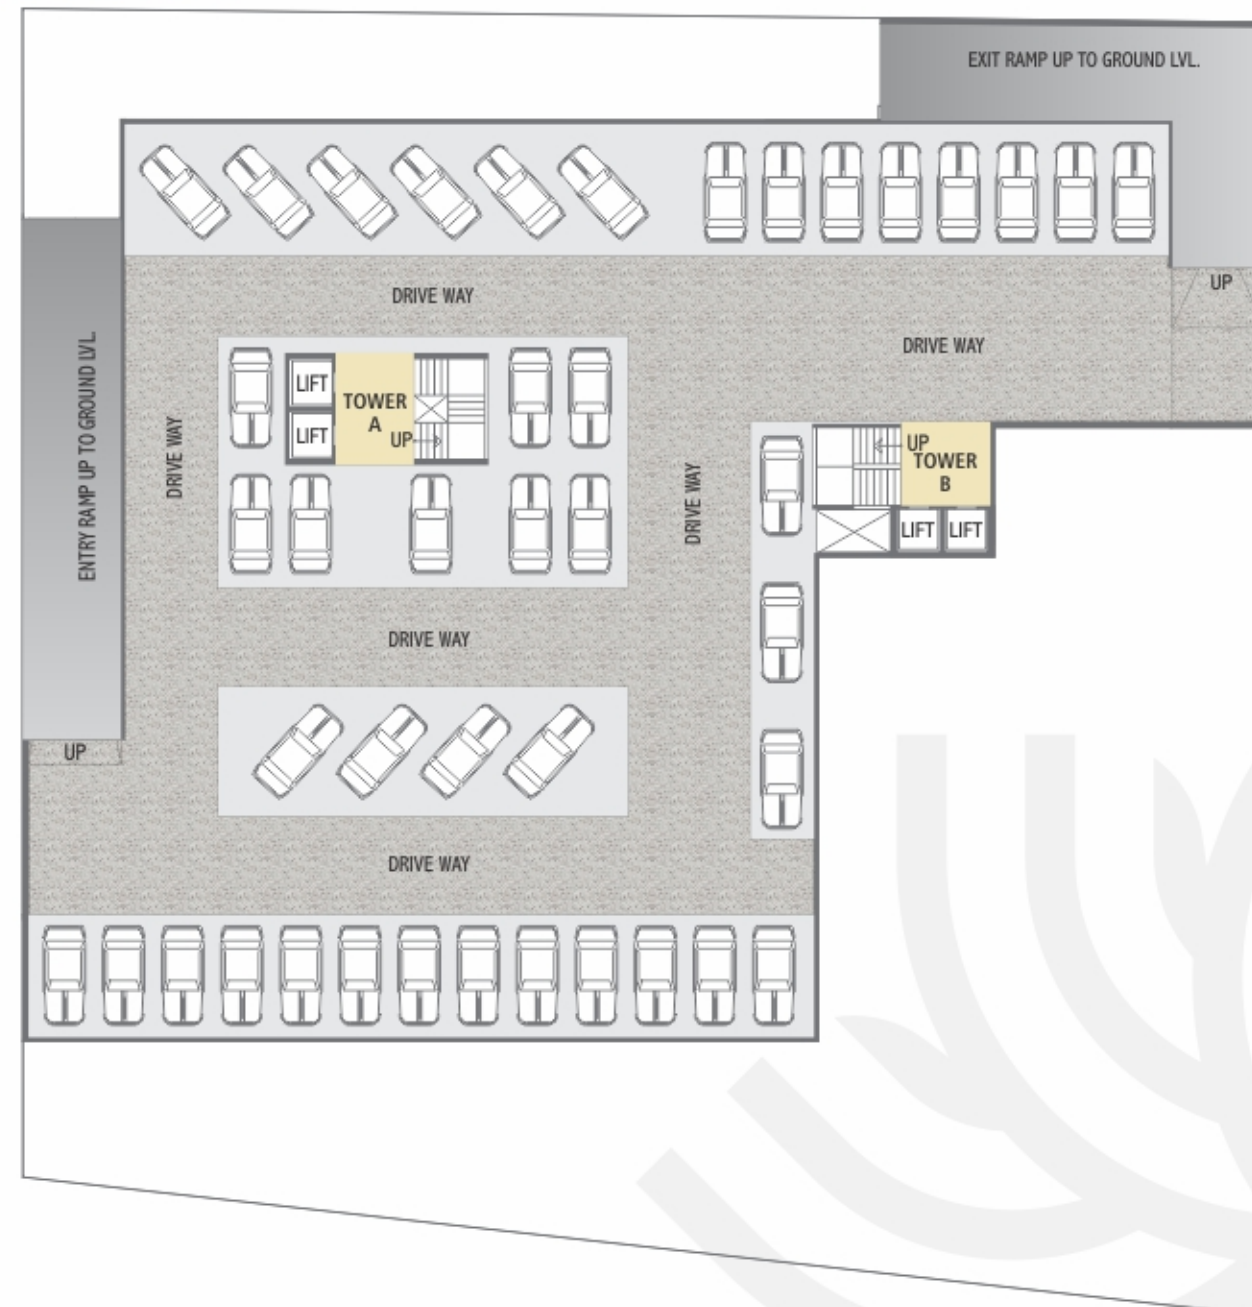 EXIT RAMP UP TO GROUND LVL.
UP
DRIVE WAY
DRIVE WAY
ENTRY RAMP UP TO GROUND LVL.
DRIVE WAY
LIFT
LIFT
TOWER
A
UP
DRIVE WAY
UP
TOWER
B
LIFT
LIFT
DRIVE WAY
UP
DRIVE WAY